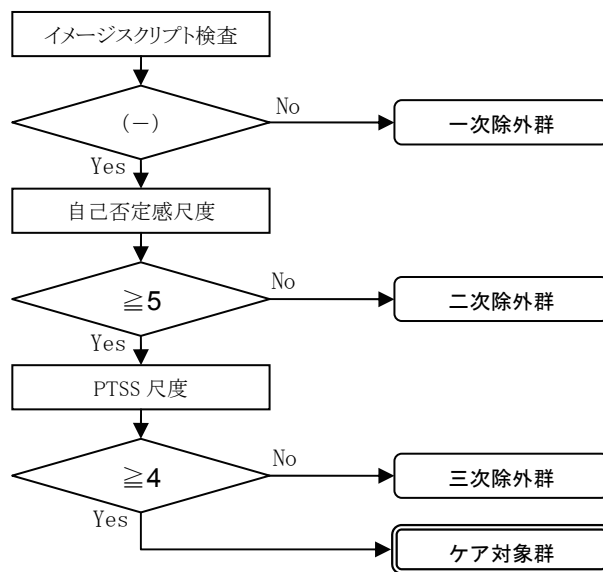 イメージスクリプト検査
(－)
No
一次除外群
Yes
自己否定感尺度
≧5
No
二次除外群
Yes
PTSS 尺度
≧4
No
三次除外群
Yes
ケア対象群